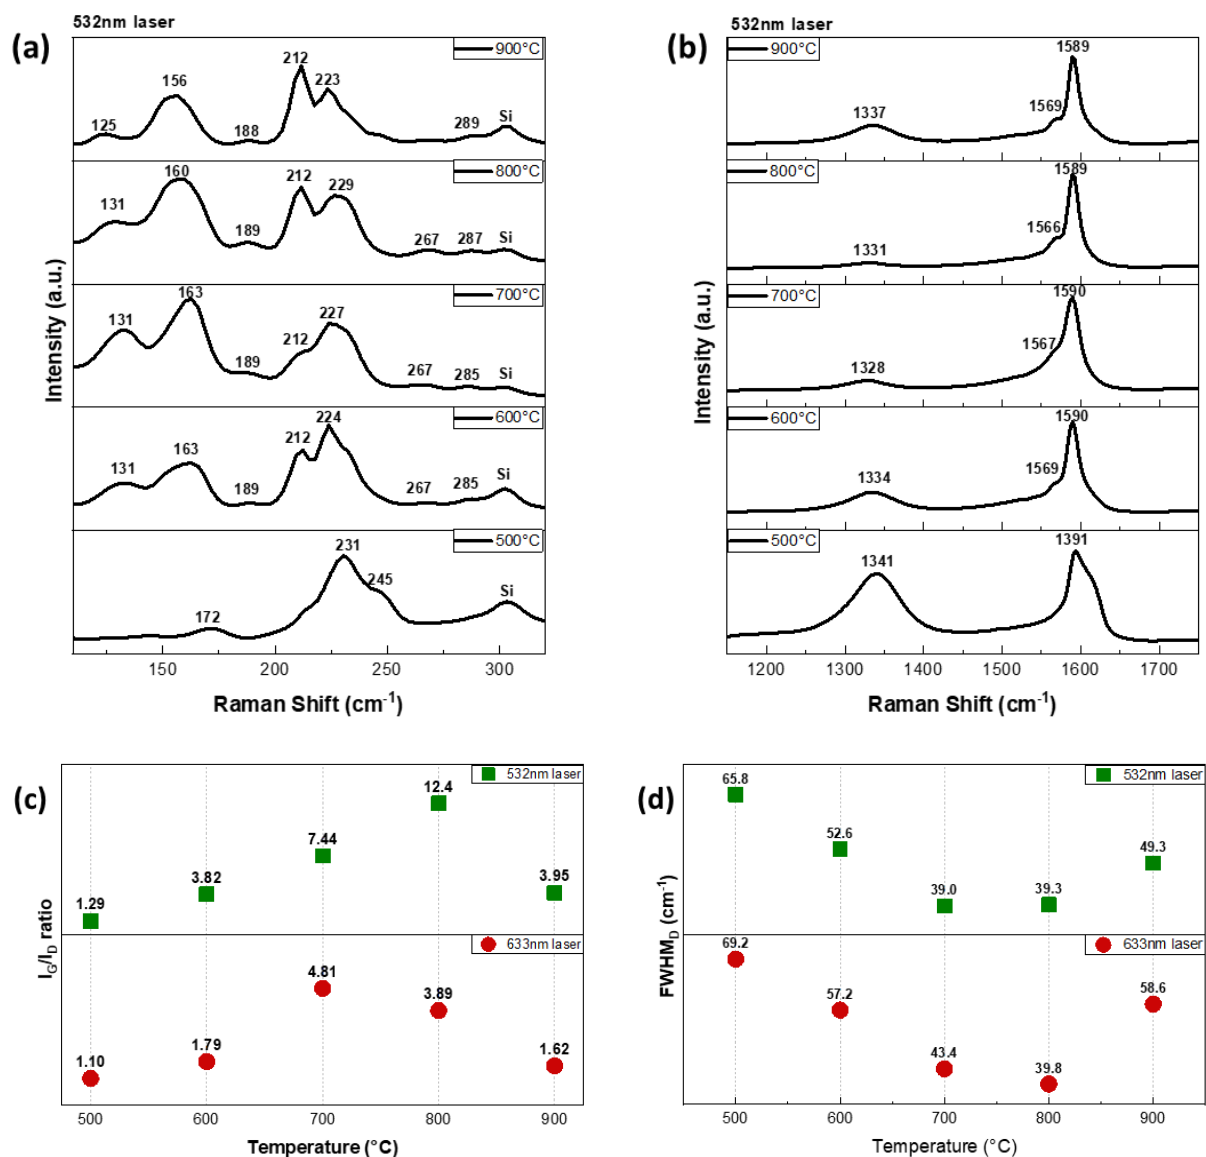 532nm laser
(a)
900°C
212
156
223
125
188
289
Si
800°C
160
212
229
131
189
267
287
Si
700°C
163
131
227
212
189
267
285
Si
600°C
224
212
163
131
189
267
285
Si
500°C
231
245
172
Si
Intensity (a.u.)
150 200 250 300
Raman Shift (cm-1)
532nm laser
(b)
900°C
1589
1569
1337
800°C
1589
1566
1331
700°C
1590
1567
1328
600°C
1590
1569
1334
500°C
1391
1341
Intensity (a.u.)
1200 1300 1400 1500 1600 1700
Raman Shift (cm-1)
(c)
532nm laser
12.4
7.44
3.82
3.95
1.29
633nm laser
4.81
3.89
1.79
1.62
1.10
IG/ID ratio
500 600 700 800 900
Temperature (°C)
(d)
532nm laser
65.8
52.6
49.3
39.0
39.3
633nm laser
69.2
57.2
58.6
43.4
39.8
FWHMD (cm-1)
500 600 700 800 900
Temperature (°C)